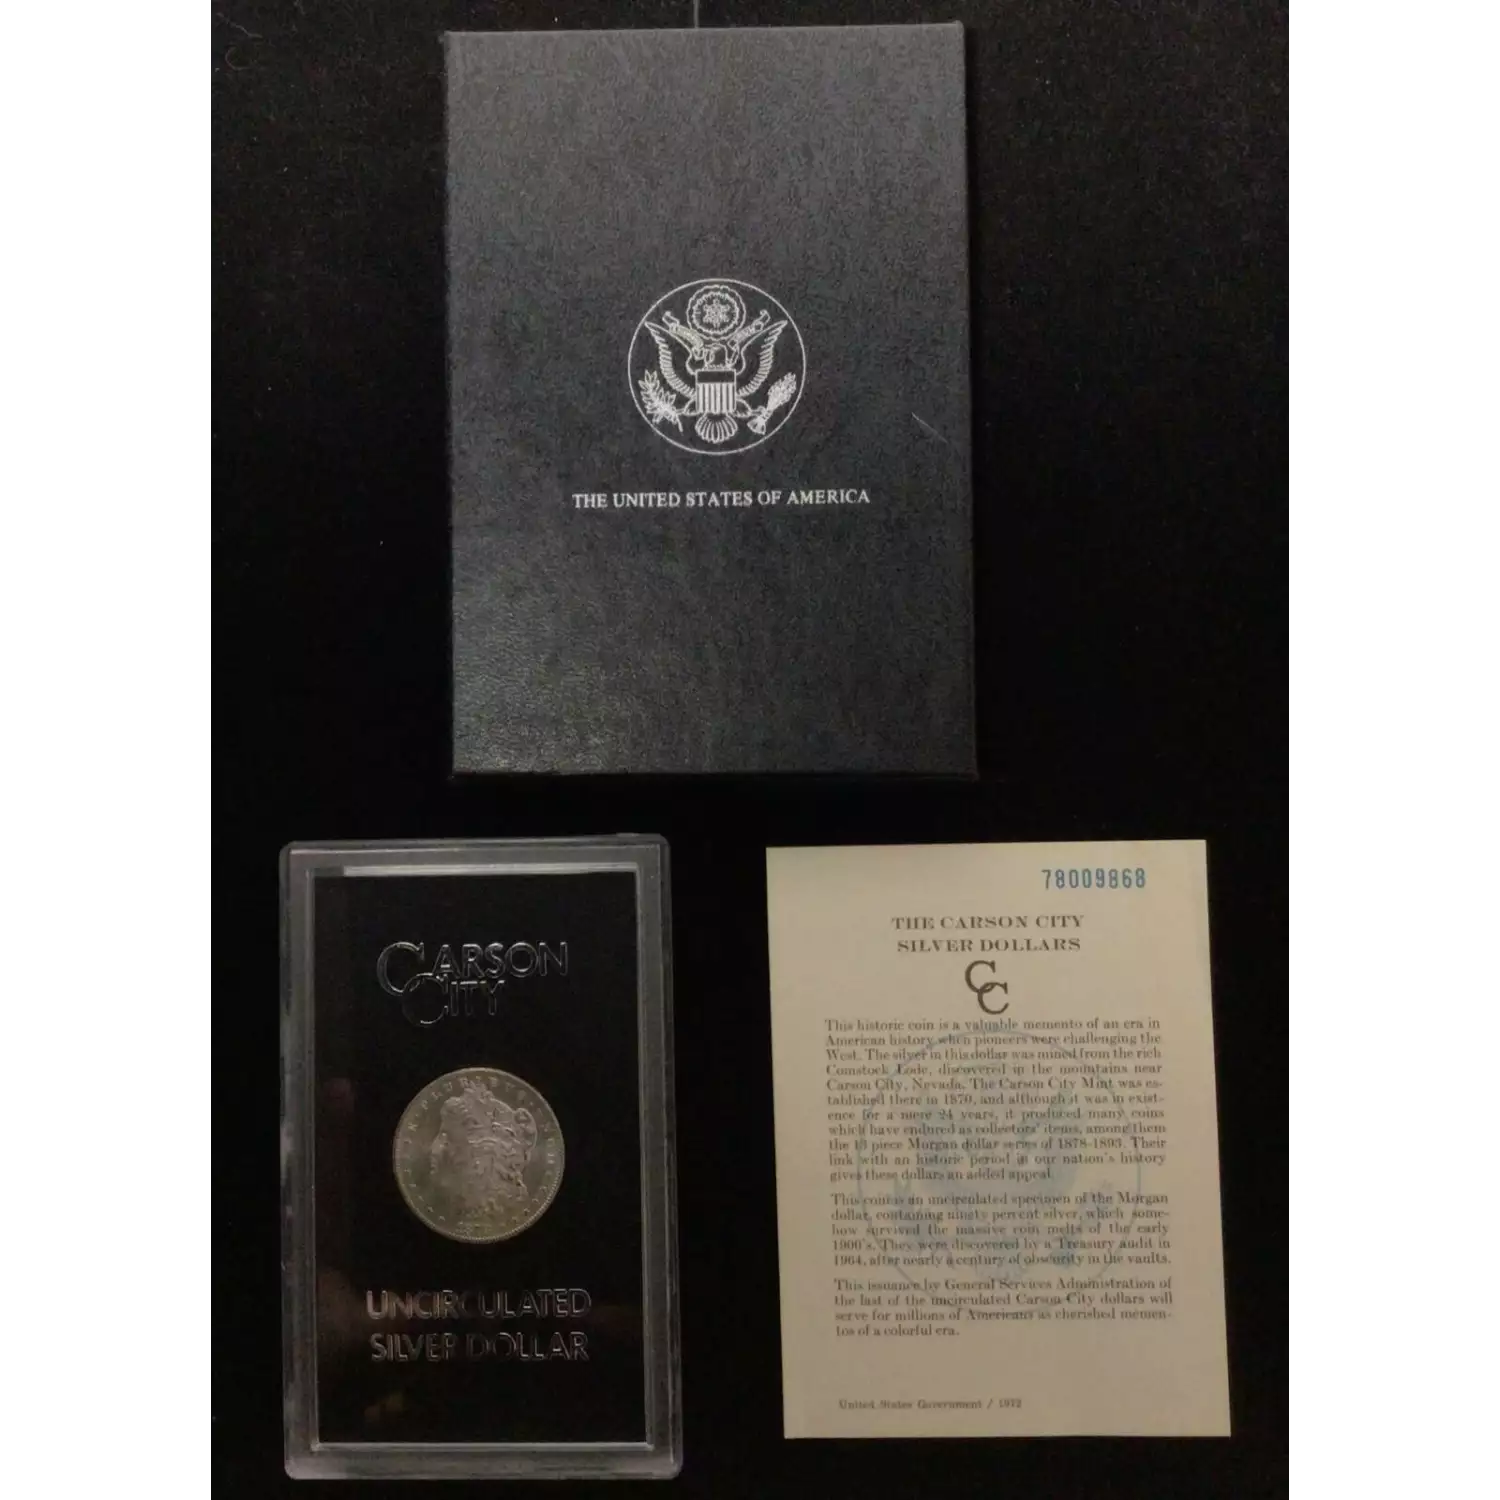 THE UNITED STATES OF AMERICA
CARSON
CITY
UNCIRCULATED
SILVER DOLLAR
78009868
THE CARSON CITY
SILVER DOLLARS
CC
This historic coin is a valuable memento of an era in
American history when pioneers were challenging the
West. The silver in this dollar was mined from the rich
Comstock Lode, discovered in the mountains near
Carson City, Nevada. The Carson City Mint was es-
tablished there in 1870, and although it was in exist-
ence for a mere 24 years, it produced many coins
which have endured as collectors' items, among them
the 13 piece Morgan dollar series of 1878-1893. Their
link with an historic period in our nation's history
gives these dollars an added appeal.
This coin is an uncirculated specimen of the Morgan
dollar, containing ninety percent silver, which some-
how survived the massive coin melts of the early
1900's. They were discovered by a Treasury audit in
1964, after nearly a century of obscurity in the vaults.
This issuance by General Services Administration of
the last of the uncirculated Carson City dollars will
serve for millions of Americans as cherished memen-
tos of a colorful era.
United States Government / 1972